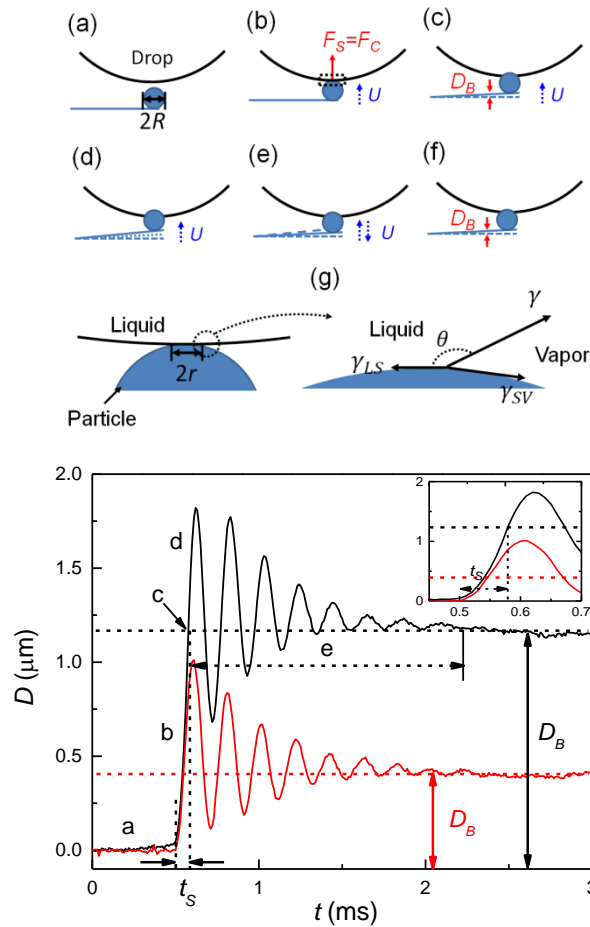 (a)
(b)
(c)
Drop
2R
F_S=F_C
U
D_B
U
(d)
(e)
(f)
U
U
D_B
(g)
Liquid
2r
Particle
Liquid
θ
γ
Vapor
γ_LS
γ_SV
2.0
1.5
1.0
0.5
0.0
D (μm)
d
c
b
a
e
D_B
D_B
2
1
0
t_S
0.5
0.6
0.7
0
t_S
1
2
3
t (ms)